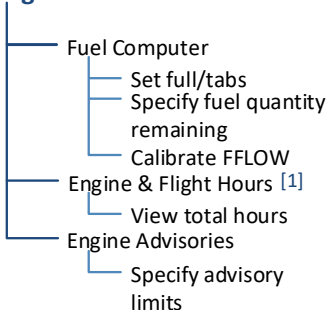 Fuel Computer
Set full/tabs
Specify fuel quantity
remaining
Calibrate FFLOW
Engine & Flight Hours [1]
View total hours
Engine Advisories
Specify advisory
limits